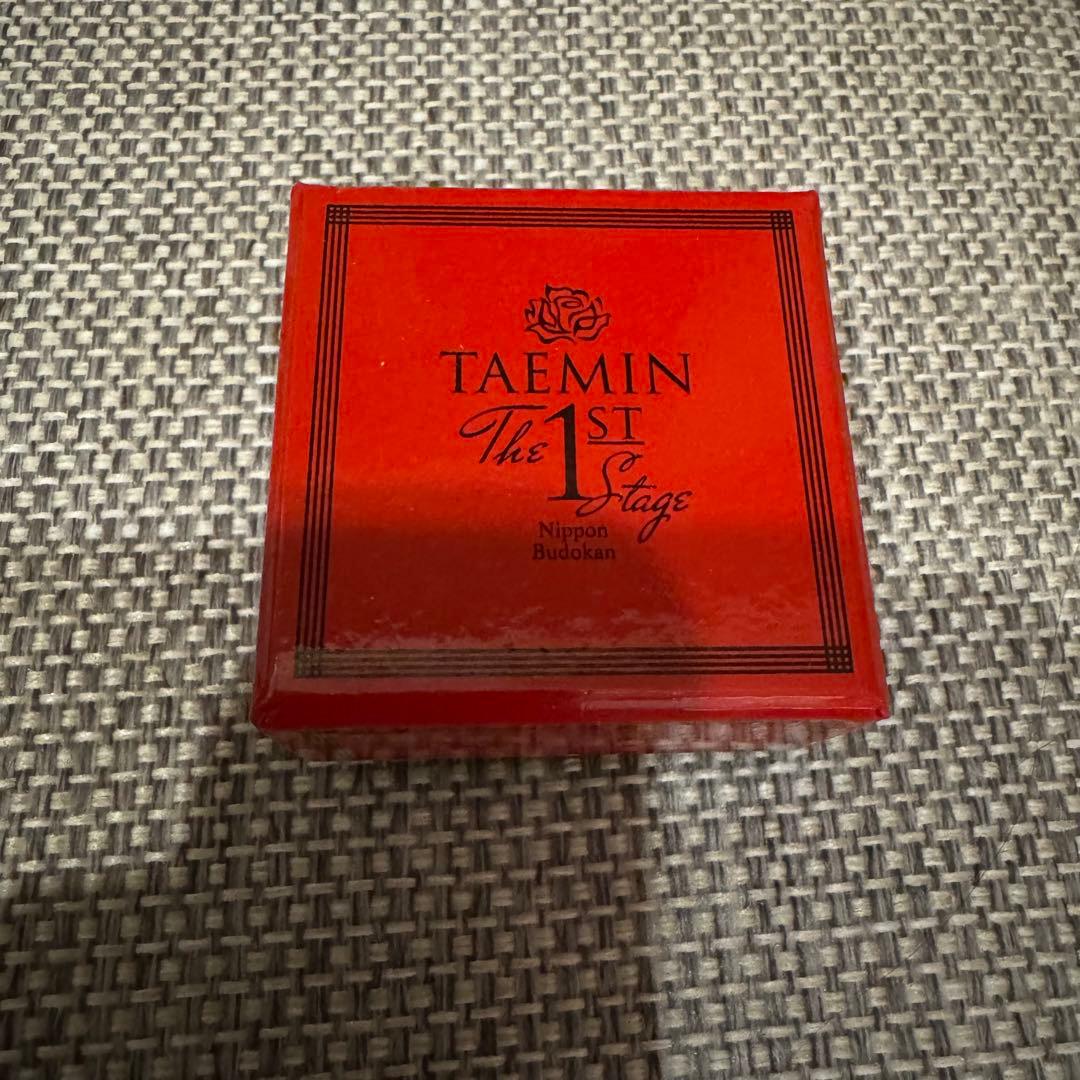 TAEMIN
The 1ST
Stage
Nippon
Budokan